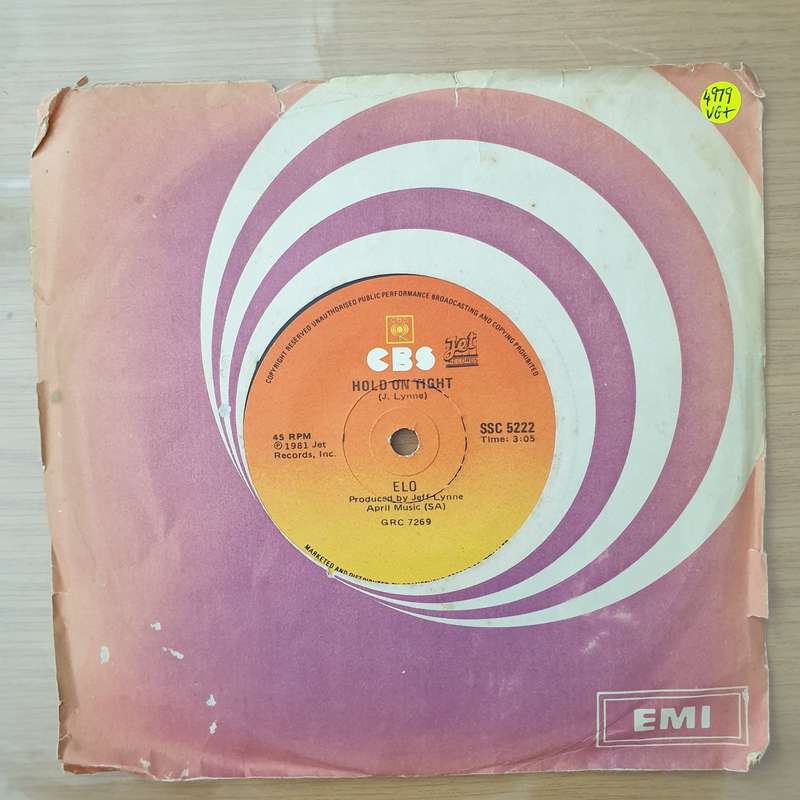 4979
VG+
COPYRIGHT RESERVED UNAUTHORISED PUBLIC PERFORMANCE BROADCASTING AND COPYING PROHIBITED
CBS
Jet
RECORDS
HOLD ON TIGHT
(J. Lynne)
45 RPM
℗ 1981 Jet
Records, Inc.
SSC 5222
Time: 3:05
ELO
Produced by Jeff Lynne
April Music (SA)
GRC 7269
MARKETED AND DISTRIBUTED
EMI